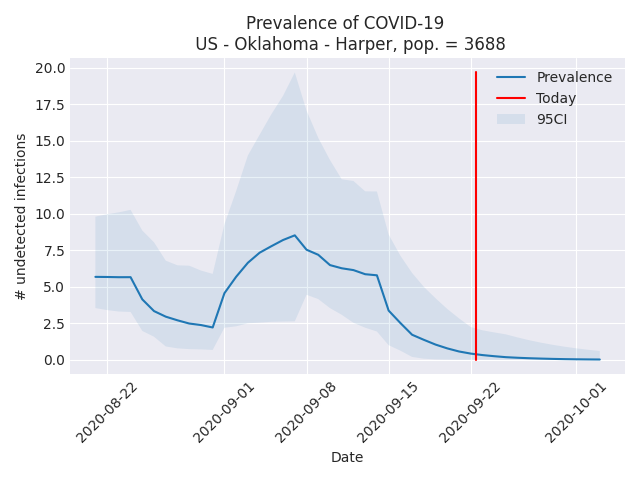 Prevalence of COVID-19
US - Oklahoma - Harper, pop. = 3688
20.0
17.5
15.0
12.5
10.0
7.5
5.0
2.5
0.0
# undetected infections
Prevalence
Today
95CI
2020-08-22
2020-09-01
2020-09-08
2020-09-15
2020-09-22
2020-10-01
Date